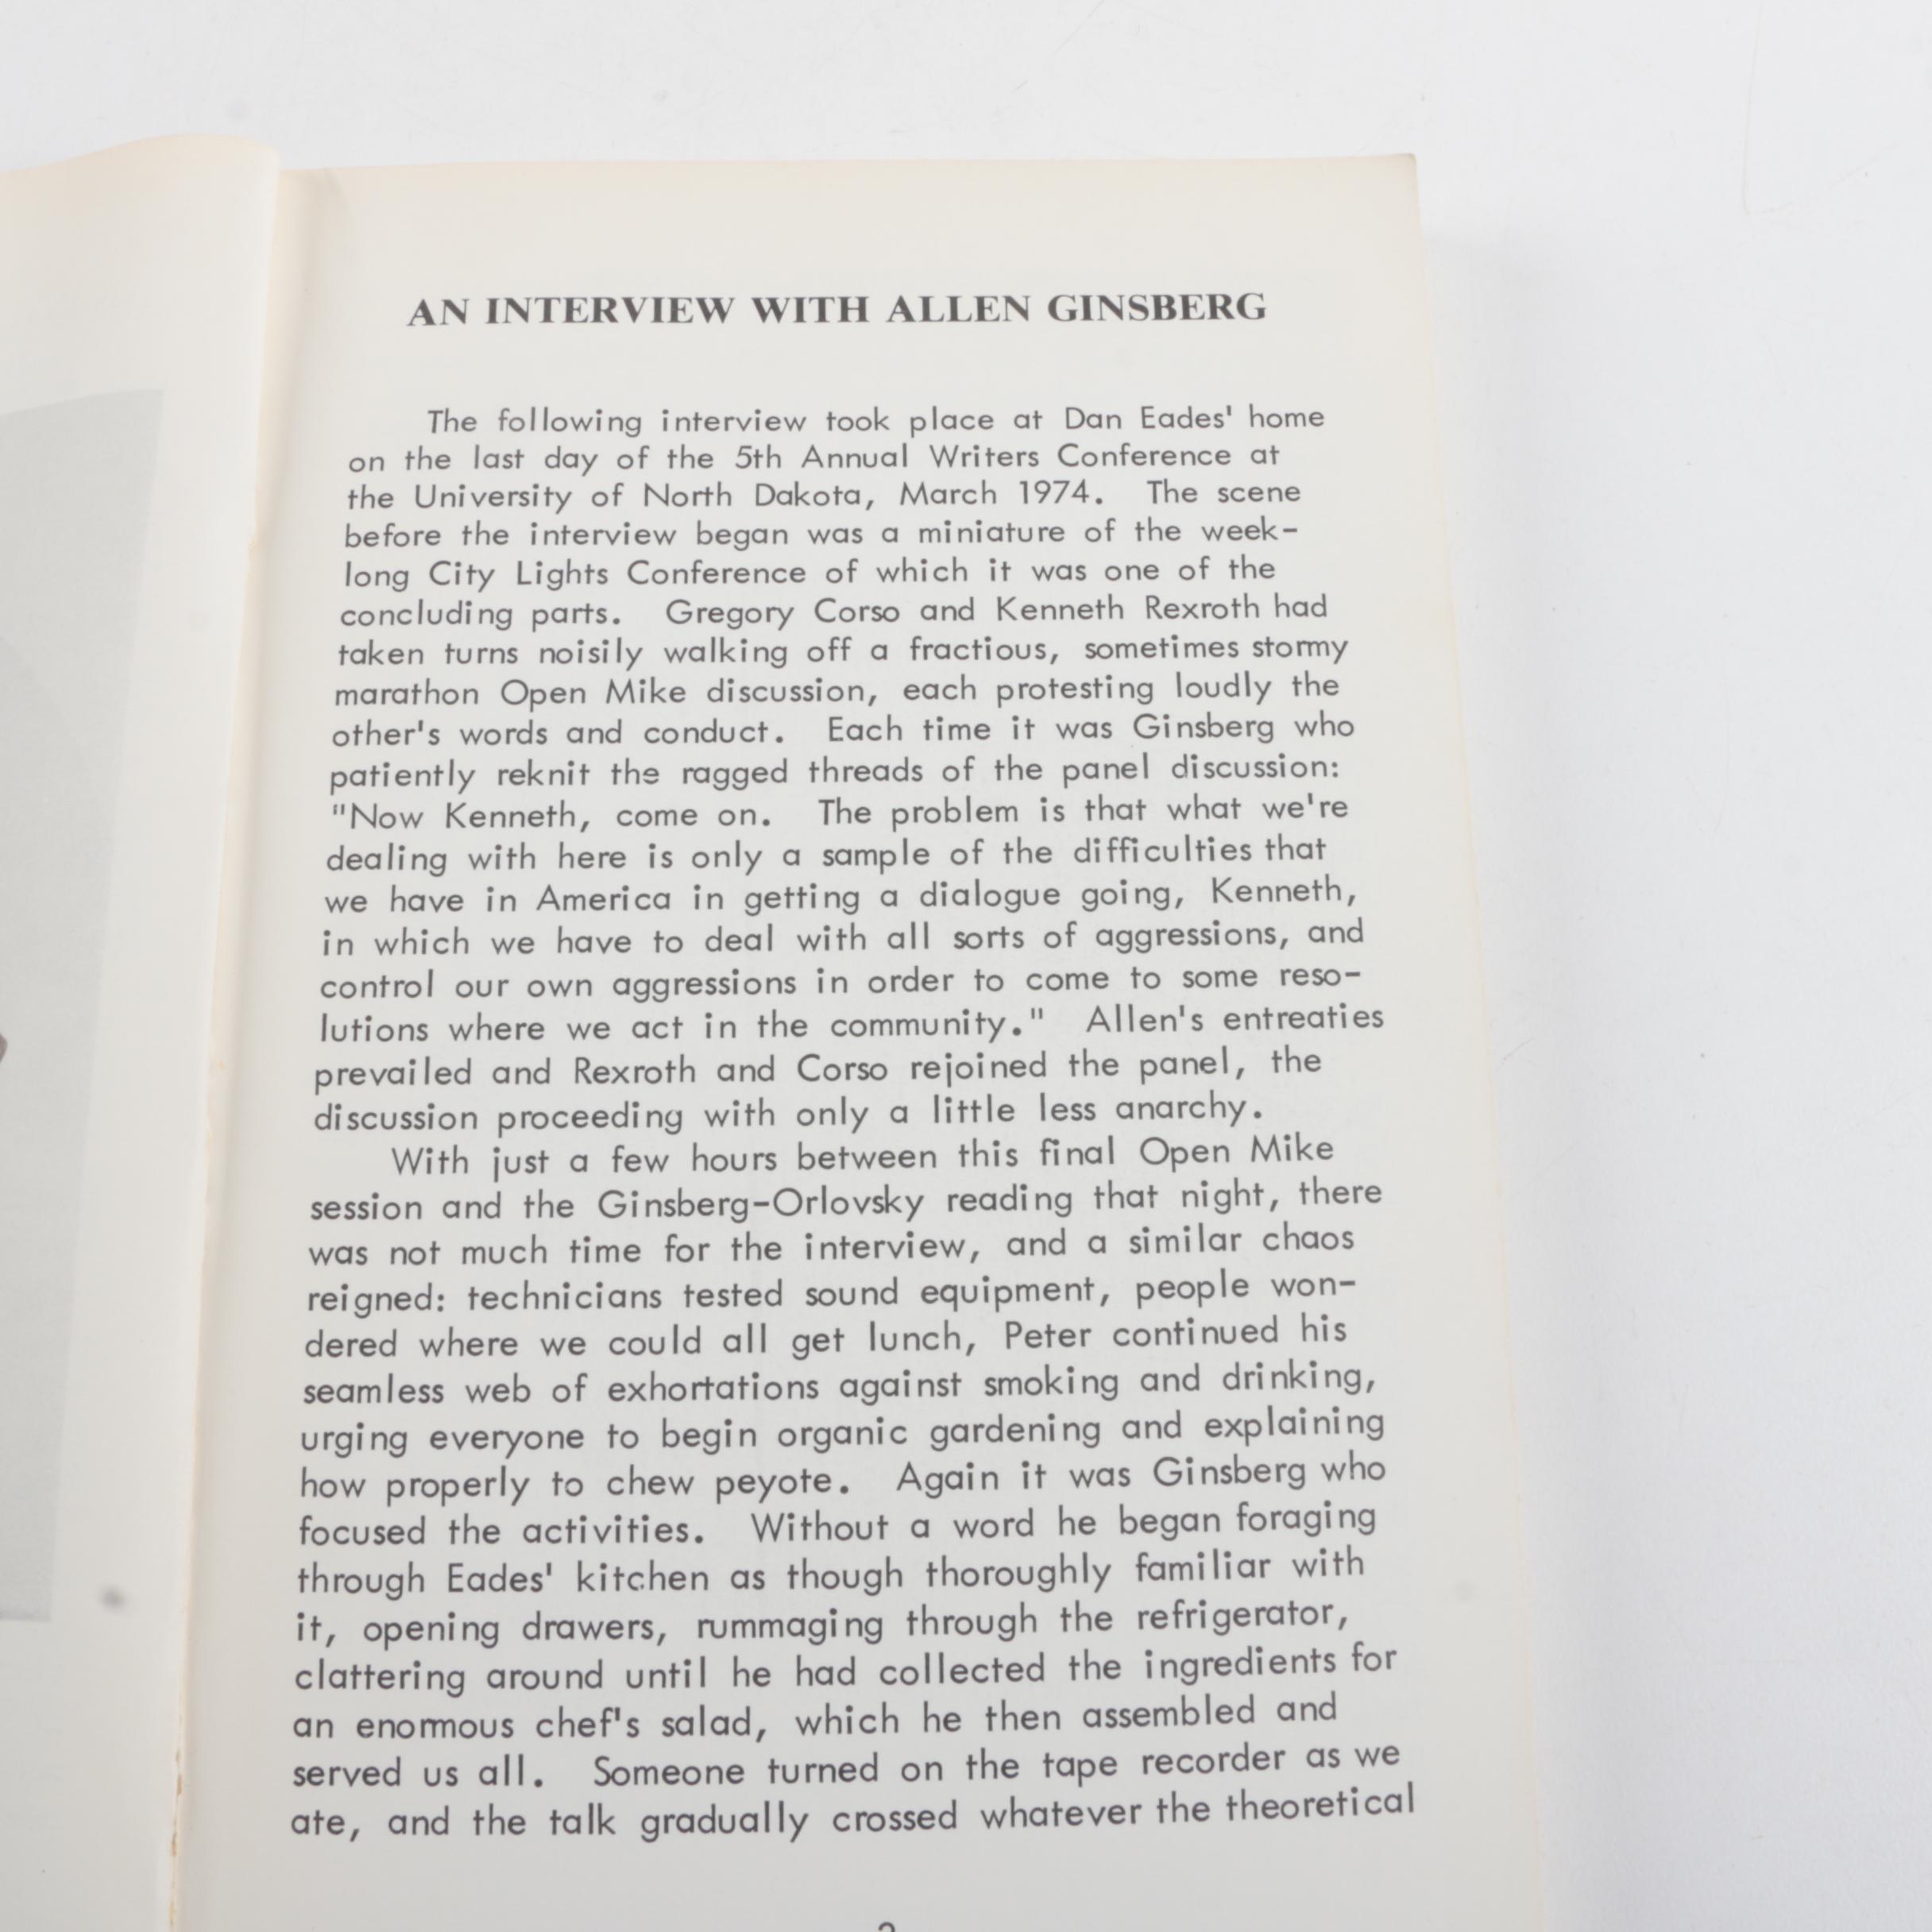 AN INTERVIEW WITH ALLEN GINSBERG
The following interview took place at Dan Eades' home
on the last day of the 5th Annual Writers Conference at
the University of North Dakota, March 1974. The scene
before the interview began was a miniature of the week-
long City Lights Conference of which it was one of the
concluding parts. Gregory Corso and Kenneth Rexroth had
taken turns noisily walking off a fractious, sometimes stormy
marathon Open Mike discussion, each protesting loudly the
other's words and conduct. Each time it was Ginsberg who
patiently reknit the ragged threads of the panel discussion:
"Now Kenneth, come on. The problem is that what we're
dealing with here is only a sample of the difficulties that
we have in America in getting a dialogue going, Kenneth,
in which we have to deal with all sorts of aggressions, and
control our own aggressions in order to come to some reso-
lutions where we act in the community." Allen's entreaties
prevailed and Rexroth and Corso rejoined the panel, the
discussion proceeding with only a little less anarchy.
With just a few hours between this final Open Mike
session and the Ginsberg-Orlovsky reading that night, there
was not much time for the interview, and a similar chaos
reigned: technicians tested sound equipment, people won-
dered where we could all get lunch, Peter continued his
seamless web of exhortations against smoking and drinking,
urging everyone to begin organic gardening and explaining
how properly to chew peyote. Again it was Ginsberg who
focused the activities. Without a word he began foraging
through Eades' kitchen as though thoroughly familiar with
it, opening drawers, rummaging through the refrigerator,
clattering around until he had collected the ingredients for
an enormous chef's salad, which he then assembled and
served us all. Someone turned on the tape recorder as we
ate, and the talk gradually crossed whatever the theoretical